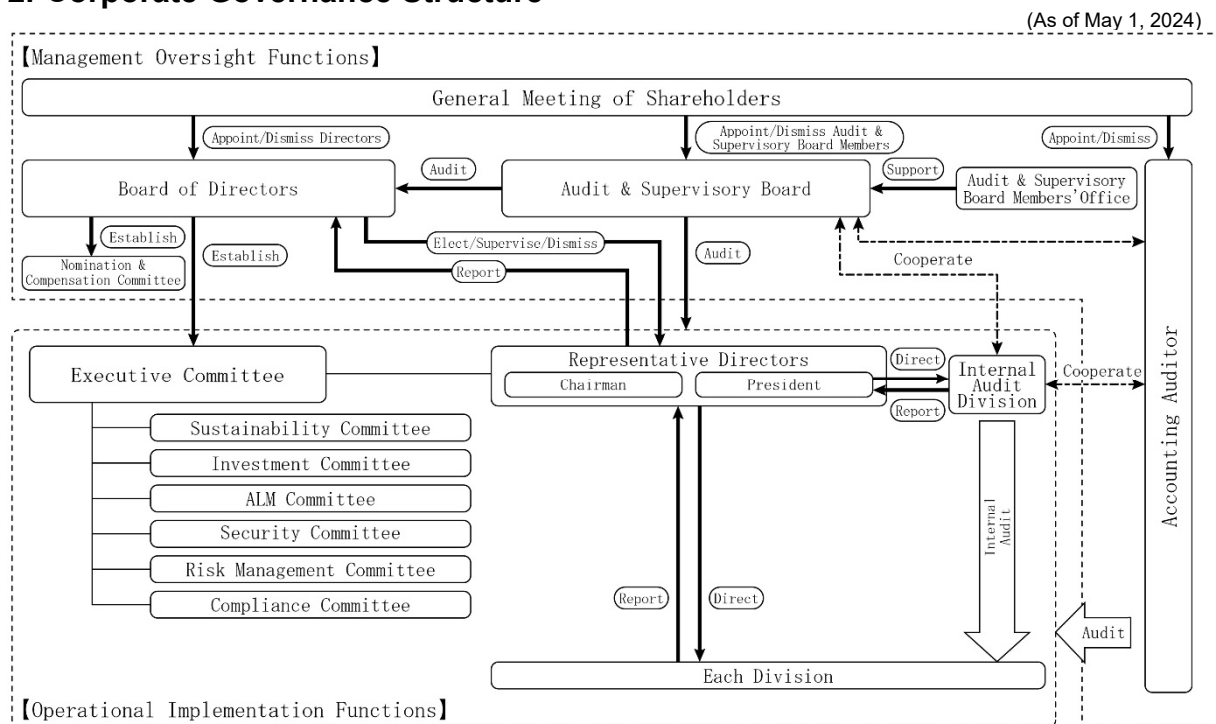 2. Corporate Governance Structure
(As of May 1, 2024)
【Management Oversight Functions】
General Meeting of Shareholders
Appoint/Dismiss Directors
Appoint/Dismiss Audit &
Supervisory Board Members
Appoint/Dismiss
Board of Directors
Audit
Audit & Supervisory Board
Support
Audit & Supervisory
Board Members'Office
Establish
Establish
Elect/Supervise/Dismiss
Audit
Nomination &
Compensation Committee
Report
Cooperate
Executive Committee
Representative Directors
Chairman
President
Direct
Report
Internal
Audit
Division
Cooperate
Accounting Auditor
Sustainability Committee
Investment Committee
ALM Committee
Security Committee
Risk Management Committee
Compliance Committee
Internal
Audit
Report
Direct
Audit
Each Division
【Operational Implementation Functions】